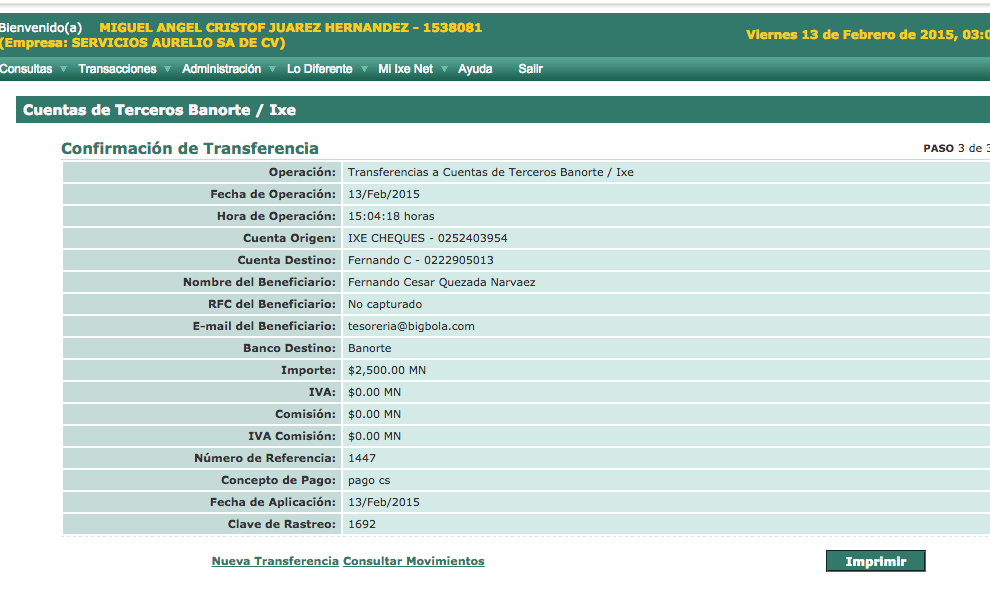 Bienvenido(a) MIGUEL ANGEL CRISTOF JUAREZ HERNANDEZ - 1538081
(Empresa: SERVICIOS AURELIO SA DE CV)
Viernes 13 de Febrero de 2015, 03:0
Consultas Transacciones Administración Lo Diferente Mi Ixe Net Ayuda Salir
Cuentas de Terceros Banorte / Ixe
Confirmación de Transferencia
PASO 3 de 3
Operación: Transferencias a Cuentas de Terceros Banorte / Ixe
Fecha de Operación: 13/Feb/2015
Hora de Operación: 15:04:18 horas
Cuenta Origen: IXE CHEQUES - 0252403954
Cuenta Destino: Fernando C - 0222905013
Nombre del Beneficiario: Fernando Cesar Quezada Narvaez
RFC del Beneficiario: No capturado
E-mail del Beneficiario: tesoreria@bigbola.com
Banco Destino: Banorte
Importe: $2,500.00 MN
IVA: $0.00 MN
Comisión: $0.00 MN
IVA Comisión: $0.00 MN
Número de Referencia: 1447
Concepto de Pago: pago cs
Fecha de Aplicación: 13/Feb/2015
Clave de Rastreo: 1692
Nueva Transferencia Consultar Movimientos
Imprimir